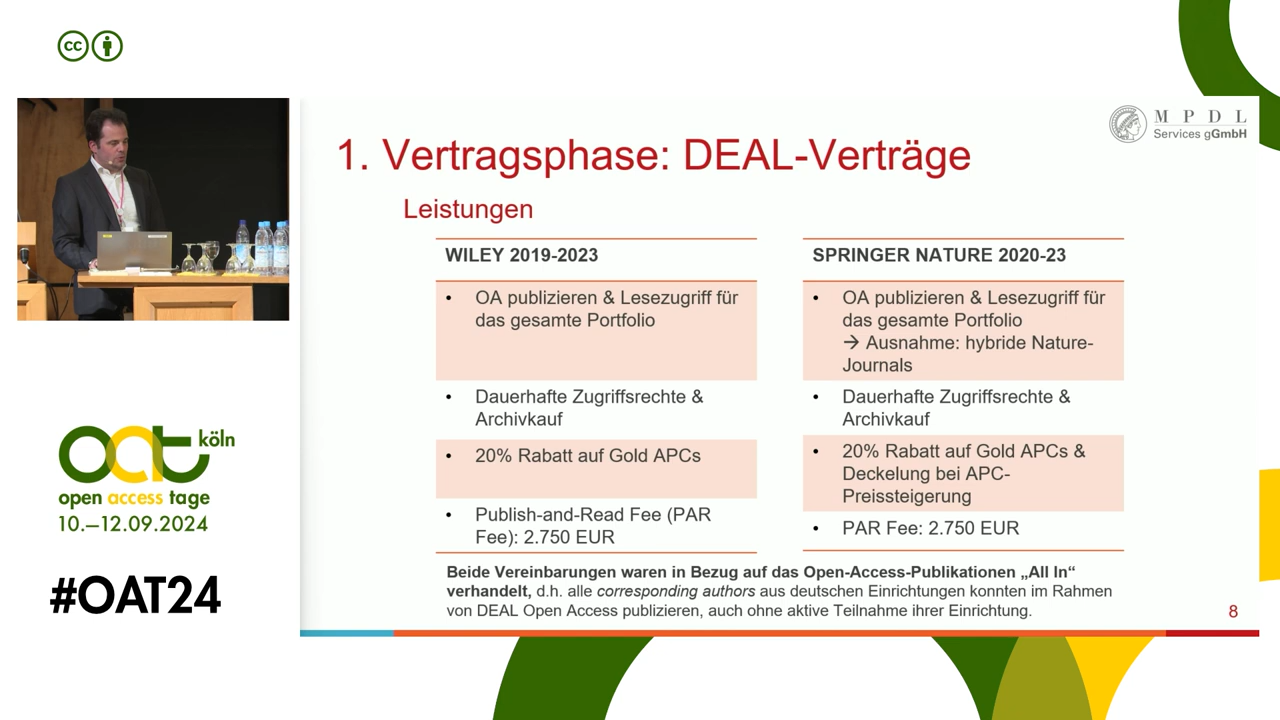 cc
MPDL
Services gGmbH
1. Vertragsphase: DEAL-Verträge
Leistungen
WILEY 2019-2023
• OA publizieren & Lesezugriff für
das gesamte Portfolio
• Dauerhafte Zugriffsrechte &
Archivkauf
• 20% Rabatt auf Gold APCs
• Publish-and-Read Fee (PAR
Fee): 2.750 EUR
SPRINGER NATURE 2020-23
• OA publizieren & Lesezugriff für
das gesamte Portfolio
→ Ausnahme: hybride Nature-
Journals
• Dauerhafte Zugriffsrechte &
Archivkauf
• 20% Rabatt auf Gold APCs &
Deckelung bei APC-
Preissteigerung
• PAR Fee: 2.750 EUR
Beide Vereinbarungen waren in Bezug auf das Open-Access-Publikationen „All In“
verhandelt, d.h. alle corresponding authors aus deutschen Einrichtungen konnten im Rahmen
von DEAL Open Access publizieren, auch ohne aktive Teilnahme ihrer Einrichtung.
8
oat köln
open access tage
10.–12.09.2024
#OAT24